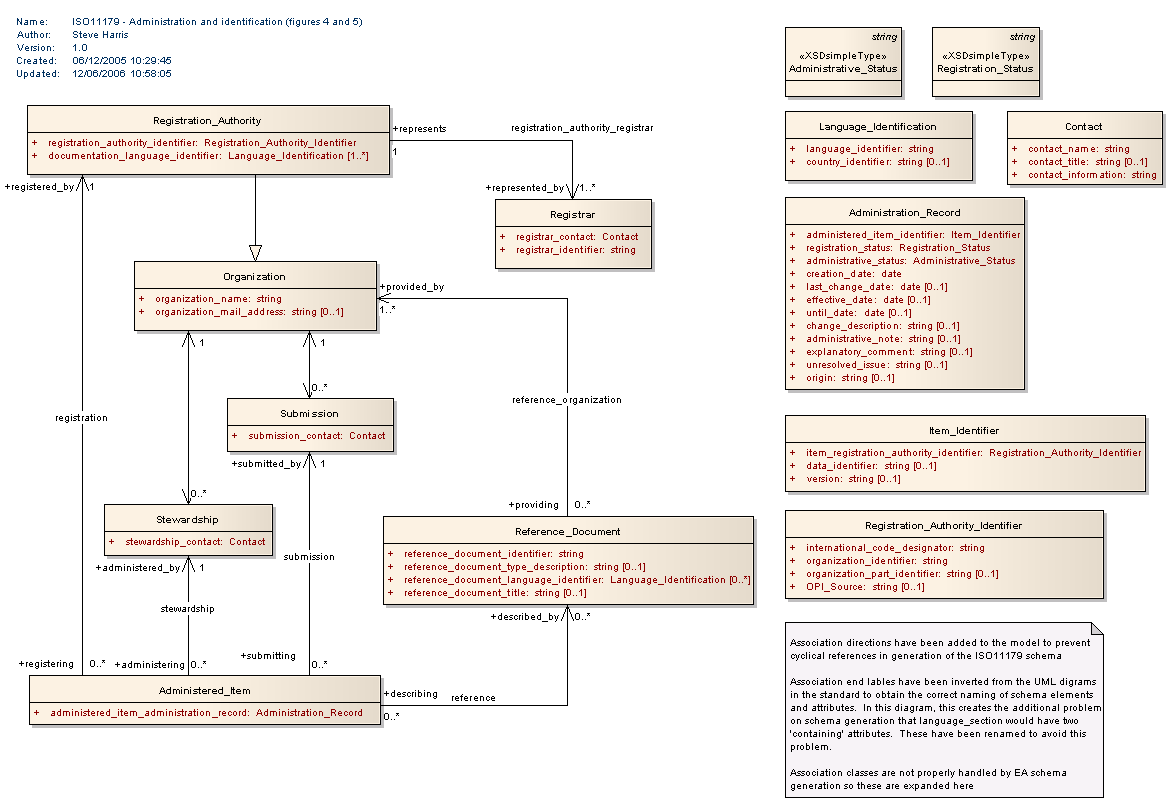 Name: ISO11179 - Administration and identification (figures 4 and 5)
Author: Steve Harris
Version: 1.0
Created: 06/12/2005 10:29:45
Updated: 12/06/2006 10:58:05
Registration_Authority
+ registration_authority_identifier: Registration_Authority_Identifier
+ documentation_language_identifier: Language_Identification [1..*]
+represents
1
registration_authority_registrar
+represented_by
1..*
Registrar
+ registrar_contact: Contact
+ registrar_identifier: string
+registered_by
1
Organization
+ organization_name: string
+ organization_mail_address: string [0..1]
+provided_by
1..*
1
1
0..*
registration
reference_organization
Submission
+ submission_contact: Contact
+submitted_by
1
0..*
Stewardship
+ stewardship_contact: Contact
+administered_by
1
submission
+providing
0..*
Reference_Document
+ reference_document_identifier: string
+ reference_document_type_description: string [0..1]
+ reference_document_language_identifier: Language_Identification [0..*]
+ reference_document_title: string [0..1]
+described_by
0..*
stewardship
+registering
0..*
+administering
0..*
+submitting
0..*
Administered_Item
+ administered_item_administration_record: Administration_Record
+describing
0..*
reference
string
«XSDsimpleType»
Administrative_Status
string
«XSDsimpleType»
Registration_Status
Language_Identification
+ language_identifier: string
+ country_identifier: string [0..1]
Contact
+ contact_name: string
+ contact_title: string [0..1]
+ contact_information: string
Administration_Record
+ administered_item_identifier: Item_Identifier
+ registration_status: Registration_Status
+ administrative_status: Administrative_Status
+ creation_date: date
+ last_change_date: date [0..1]
+ effective_date: date [0..1]
+ until_date: date [0..1]
+ change_description: string [0..1]
+ administrative_note: string [0..1]
+ explanatory_comment: string [0..1]
+ unresolved_issue: string [0..1]
+ origin: string [0..1]
Item_Identifier
+ item_registration_authority_identifier: Registration_Authority_Identifier
+ data_identifier: string [0..1]
+ version: string [0..1]
Registration_Authority_Identifier
+ international_code_designator: string
+ organization_identifier: string
+ organization_part_identifier: string [0..1]
+ OPI_Source: string [0..1]
Association directions have been added to the model to prevent
cyclical references in generation of the ISO11179 schema
Association end lables have been inverted from the UML digrams
in the standard to obtain the correct naming of schema elements
and attributes. In this diagram, this creates the additional problem
on schema generation that language_section would have two
'containing' attributes. These have been renamed to avoid this
problem.
Association classes are not properly handled by EA schema
generation so these are expanded here